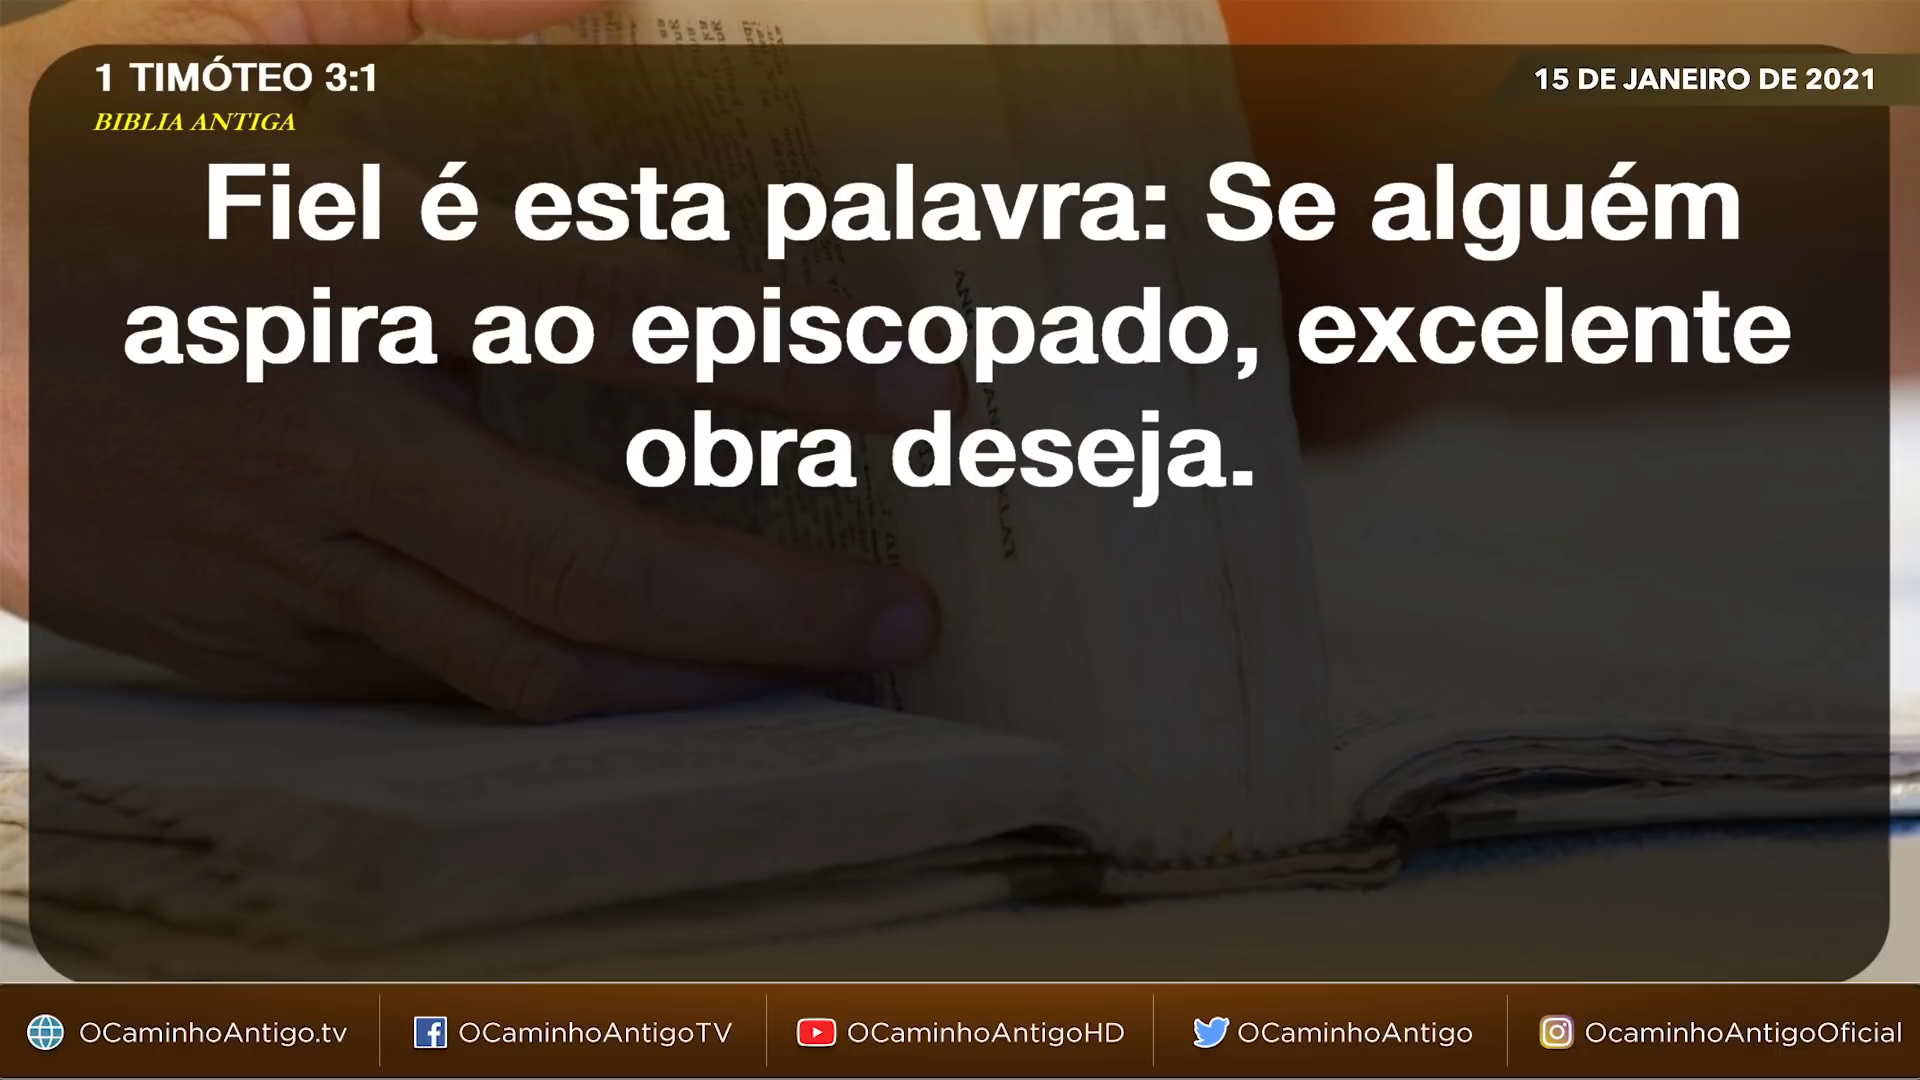 1 TIMÓTEO 3:1
15 DE JANEIRO DE 2021
BIBLIA ANTIGA
Fiel é esta palavra: Se alguém
aspira ao episcopado, excelente
obra deseja.
OCaminhoAntigo.tv
OCaminhoAntigoTV
OCaminhoAntigoHD
OCaminhoAntigo
OcaminhoAntigoOficial